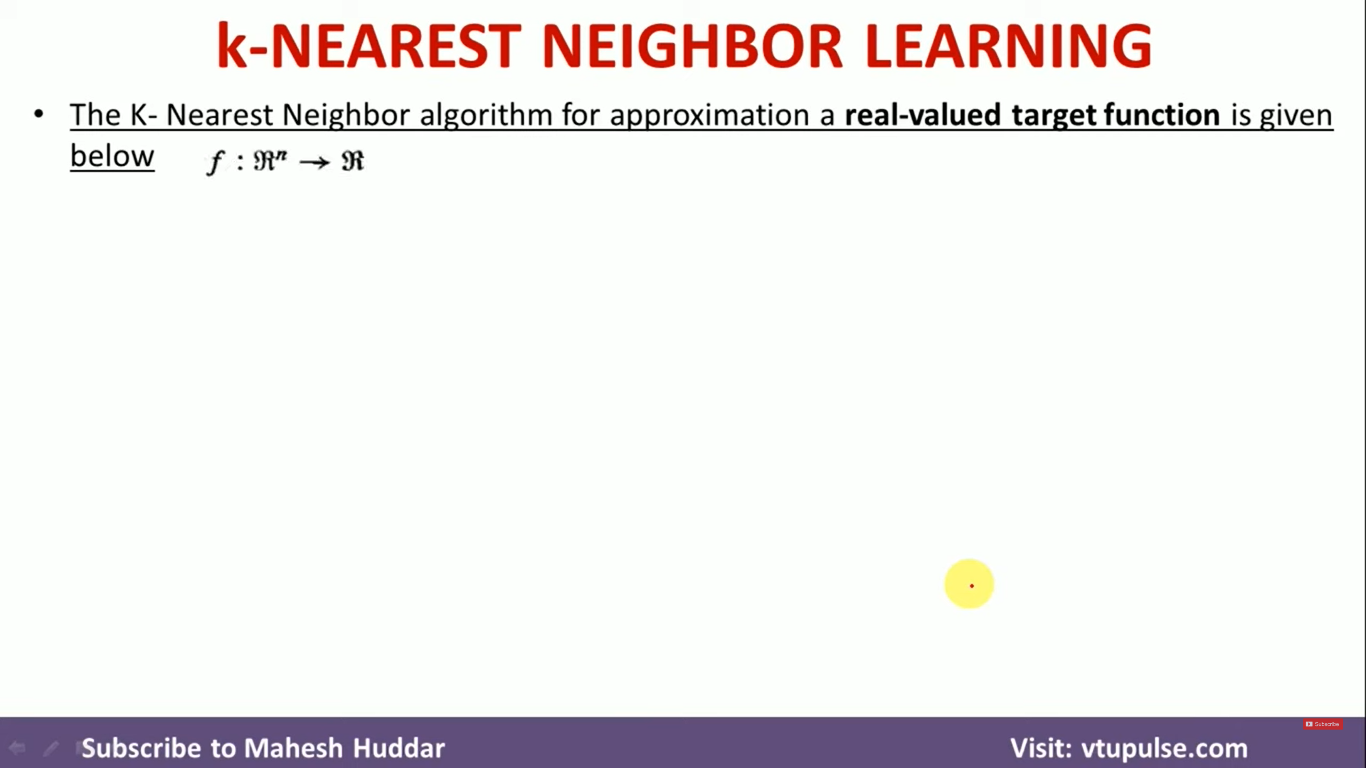 k-NEAREST NEIGHBOR LEARNING
• The K- Nearest Neighbor algorithm for approximation a real-valued target function is given
below f : ℜⁿ → ℜ
Subscribe
Subscribe to Mahesh Huddar
Visit: vtupulse.com